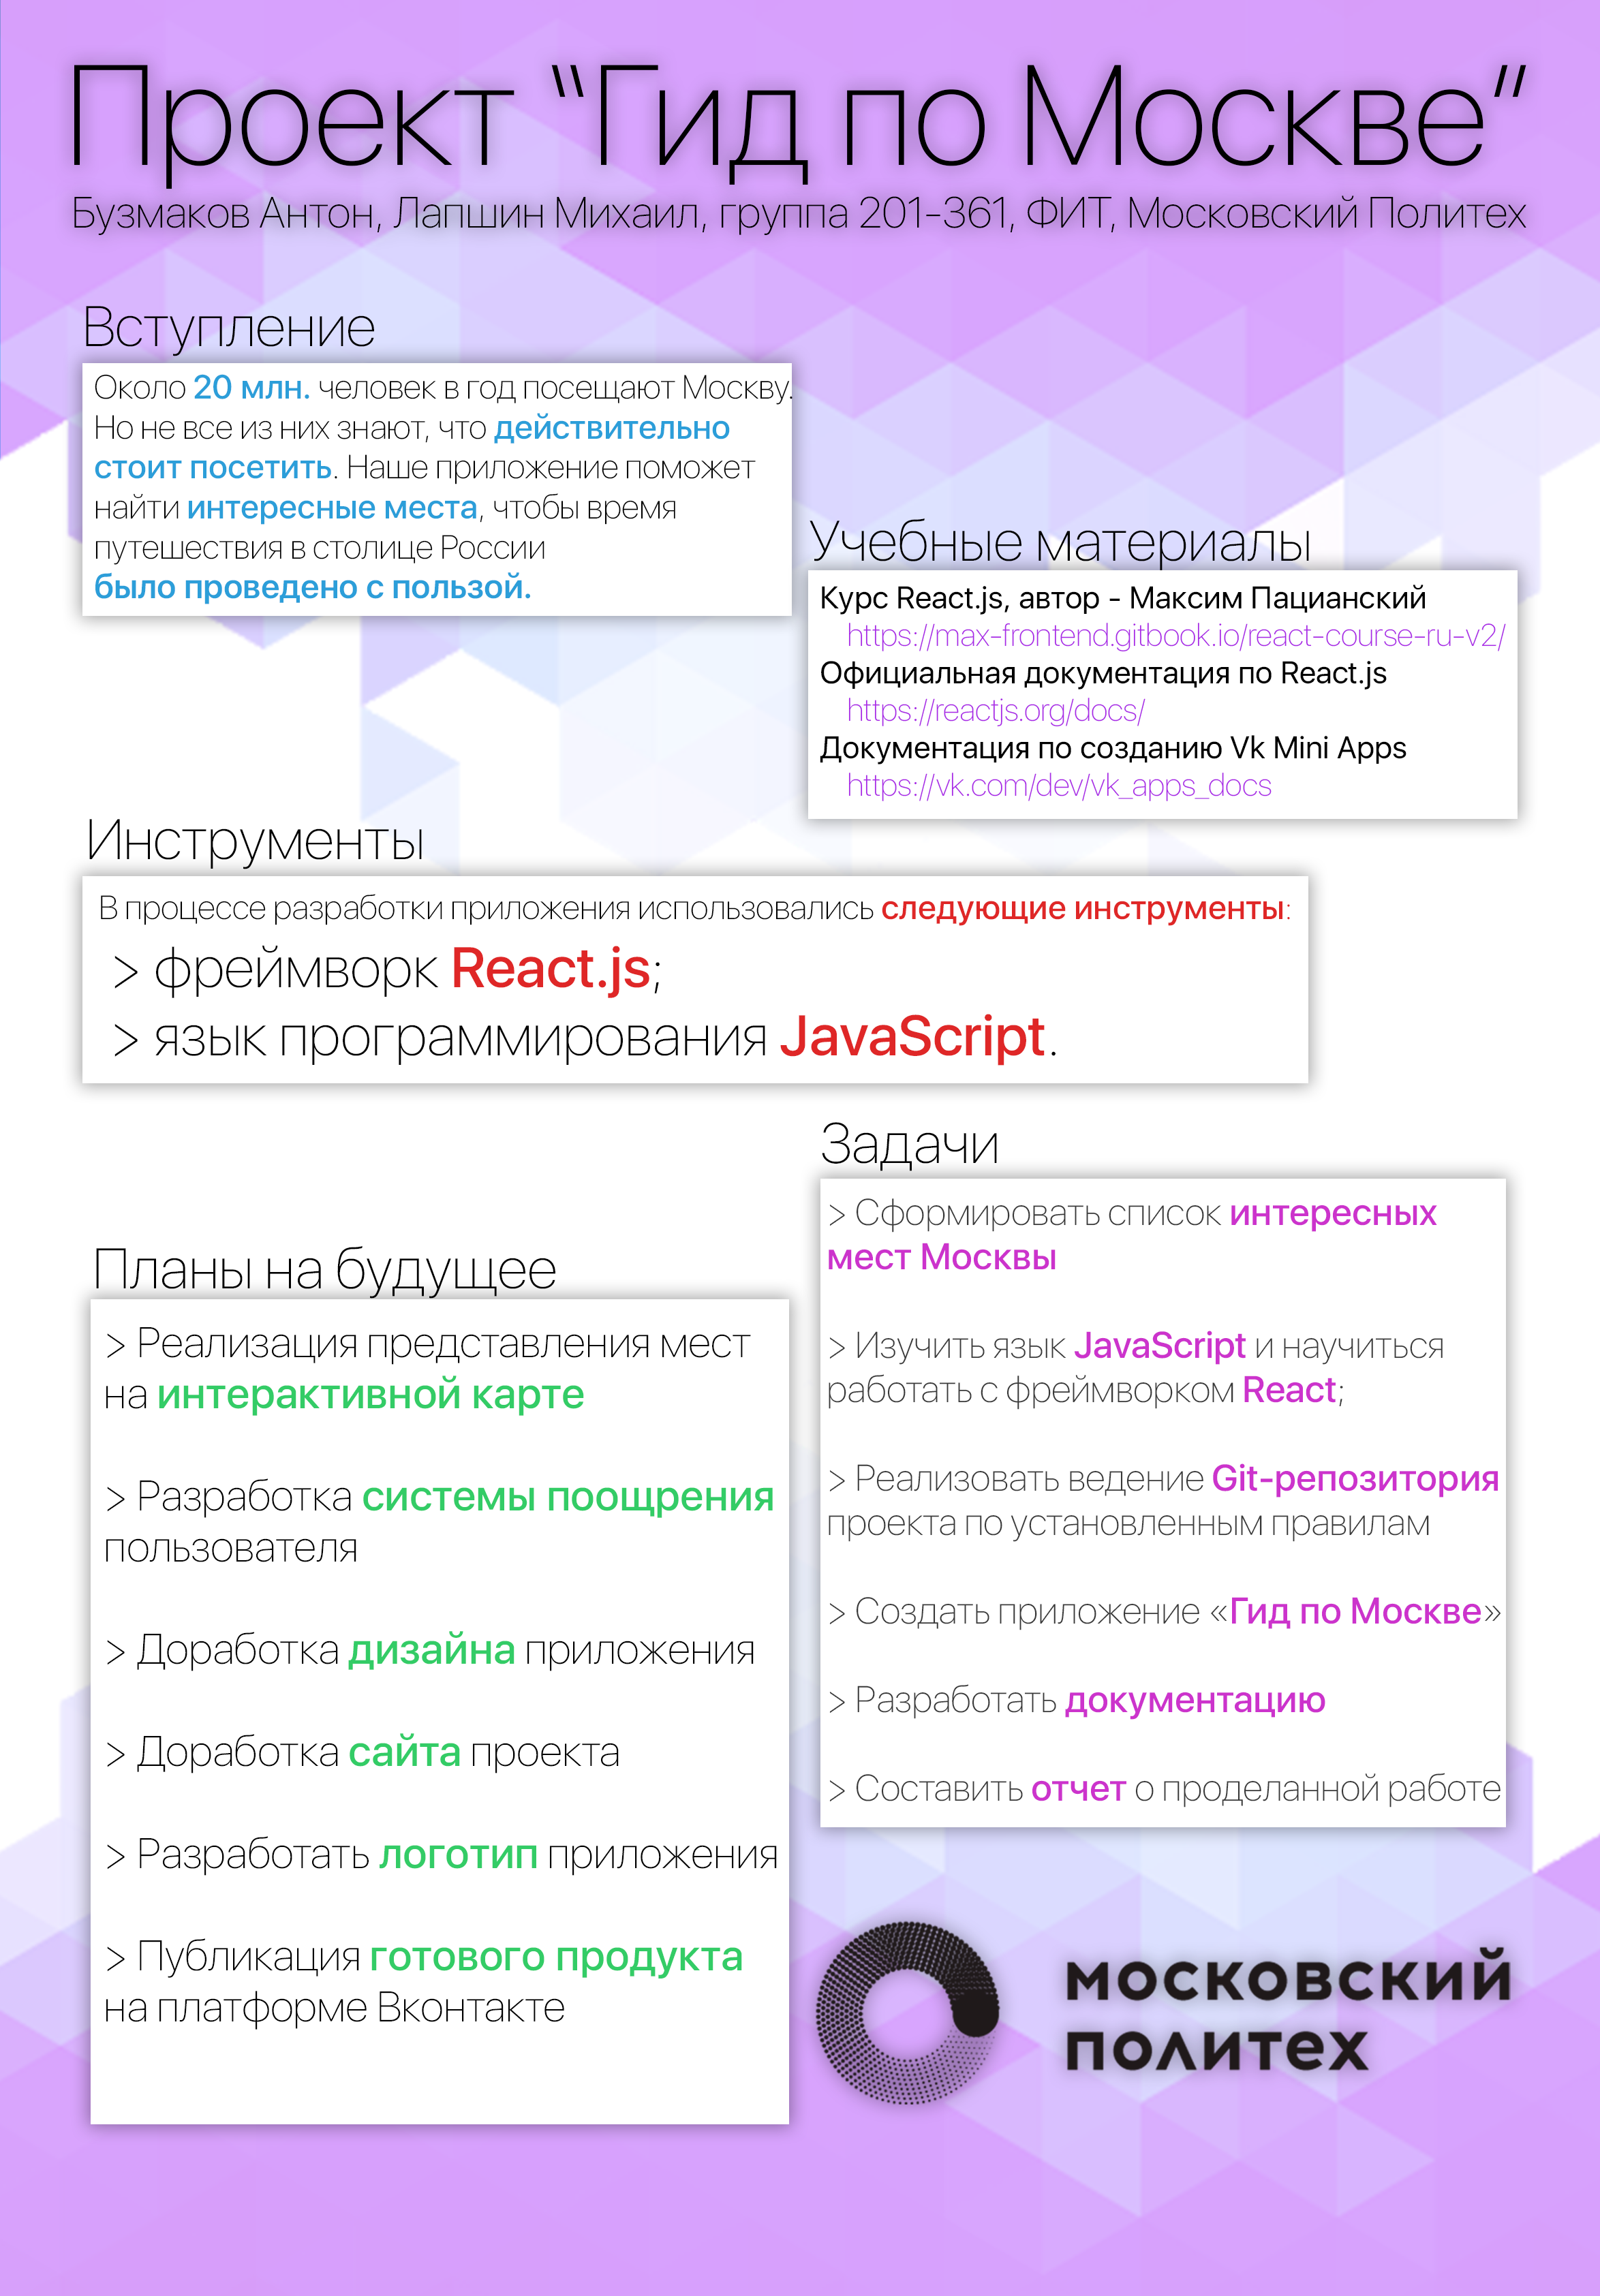 Проект “Гид по Москве”
Бузмаков Антон, Лапшин Михаил, группа 201-361, ФИТ, Московский Политех
Вступление
Около 20 млн. человек в год посещают Москву.
Но не все из них знают, что действительно
стоит посетить. Наше приложение поможет
найти интересные места, чтобы время
путешествия в столице России
было проведено с пользой.
Учебные материалы
Курс React.js, автор - Максим Пацианский
https://max-frontend.gitbook.io/react-course-ru-v2/
Официальная документация по React.js
https://reactjs.org/docs/
Документация по созданию Vk Mini Apps
https://vk.com/dev/vk_apps_docs
Инструменты
В процессе разработки приложения использовались следующие инструменты:
> фреймворк React.js;
> язык программирования JavaScript.
Задачи
> Сформировать список интересных
мест Москвы
> Изучить язык JavaScript и научиться
работать с фреймворком React;
> Реализовать ведение Git-репозитория
проекта по установленным правилам
> Создать приложение «Гид по Москве»
> Разработать документацию
> Составить отчет о проделанной работе
Планы на будущее
> Реализация представления мест
на интерактивной карте
> Разработка системы поощрения
пользователя
> Доработка дизайна приложения
> Доработка сайта проекта
> Разработать логотип приложения
> Публикация готового продукта
на платформе Вконтакте
московский
политех